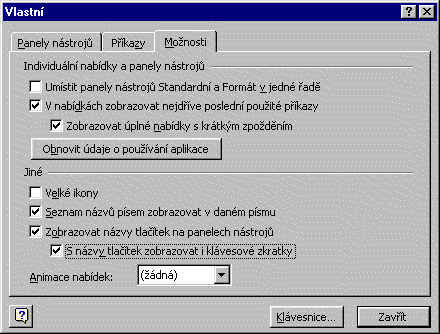 Vlastní
Panely nástrojů Příkazy Možnosti
Individuální nabídky a panely nástrojů
Umístit panely nástrojů Standardní a Formát v jedné řadě
V nabídkách zobrazovat nejdříve poslední použité příkazy
Zobrazovat úplné nabídky s krátkým zpožděním
Obnovit údaje o používání aplikace
Jiné
Velké ikony
Seznam názvů písem zobrazovat v daném písmu
Zobrazovat názvy tlačítek na panelech nástrojů
S názvy tlačítek zobrazovat i klávesové zkratky
Animace nabídek: (žádná)
Klávesnice... Zavřít